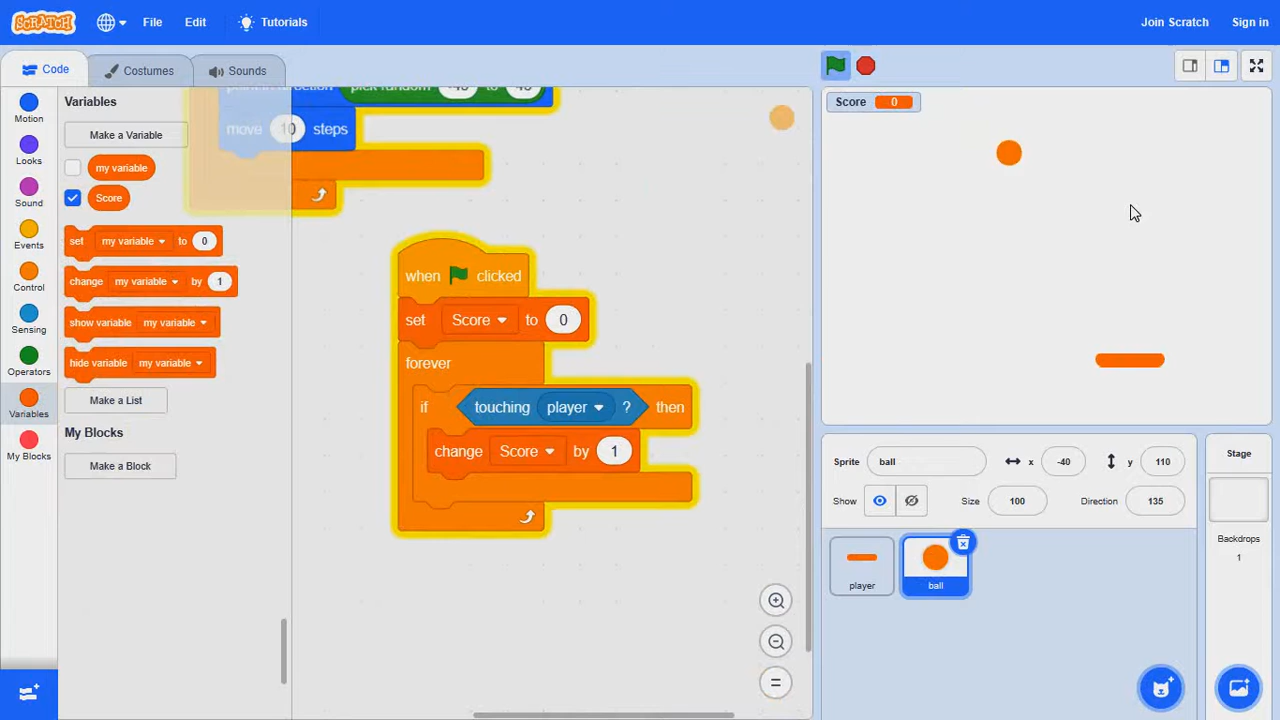 SCRATCH File Edit Tutorials Join Scratch Sign in
Code Costumes Sounds
Motion
Looks
Sound
Events
Control
Sensing
Operators
Variables
My Blocks
Variables
Make a Variable
my variable
Score
set my variable to 0
change my variable by 1
show variable my variable
hide variable my variable
Make a List
My Blocks
Make a Block
move 10 steps
when clicked
set Score to 0
forever
if touching player ? then
change Score by 1
Score 0
Sprite ball x -40 y 110
Show Size 100 Direction 135
player
ball
Stage
Backdrops
1